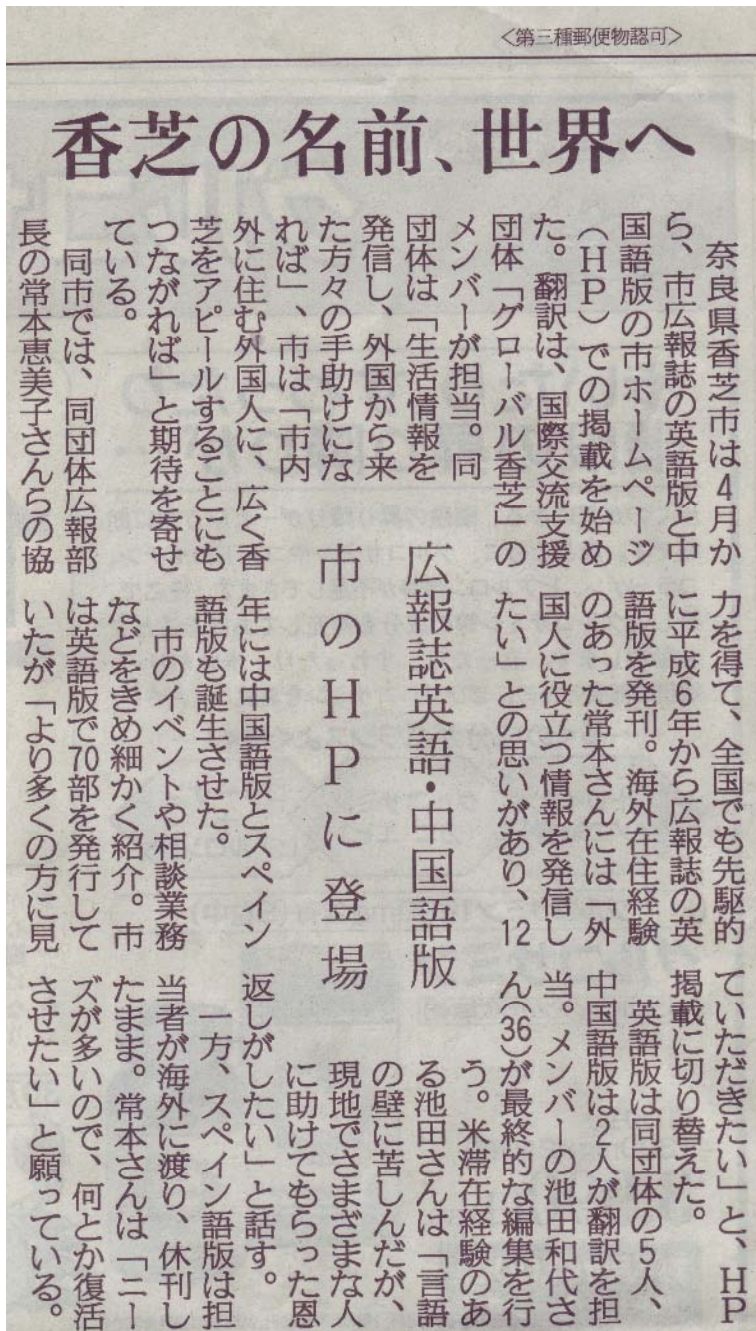 〈第三種郵便物認可〉
香芝の名前、世界へ
広報誌英語・中国語版
市のHPに登場
奈良県香芝市は4月か
ら、市広報誌の英語版と中
国語版の市ホームページ
（HP）での掲載を始め
た。翻訳は、国際交流支援
団体「グローバル香芝」の
メンバーが担当。同
団体は「生活情報を
発信し、外国から来
た方々の手助けにな
れば」、市は「市内
外に住む外国人に、広く香
芝をアピールすることにも
つながれば」と期待を寄せ
ている。
同市では、同団体広報部
長の常本恵美子さんらの協
力を得て、全国でも先駆的
に平成6年から広報誌の英
語版を発刊。海外在住経験
のあった常本さんには「外
国人に役立つ情報を発信し
たい」との思いがあり、12
年には中国語版とスペイン
語版も誕生させた。
市のイベントや相談業務
などをきめ細かく紹介。市
は英語版で70部を発行して
いたが「より多くの方に見
ていただきたい」と、HP
掲載に切り替えた。
英語版は同団体の5人、
中国語版は2人が翻訳を担
当。メンバーの池田和代さ
ん(36)が最終的な編集を行
う。米滞在経験のあ
る池田さんは「言語
の壁に苦しんだが、
現地でさまざまな人
に助けてもらった恩
返しがしたい」と話す。
一方、スペイン語版は担
当者が海外に渡り、休刊し
たまま。常本さんは「ニー
ズが多いので、何とか復活
させたい」と願っている。